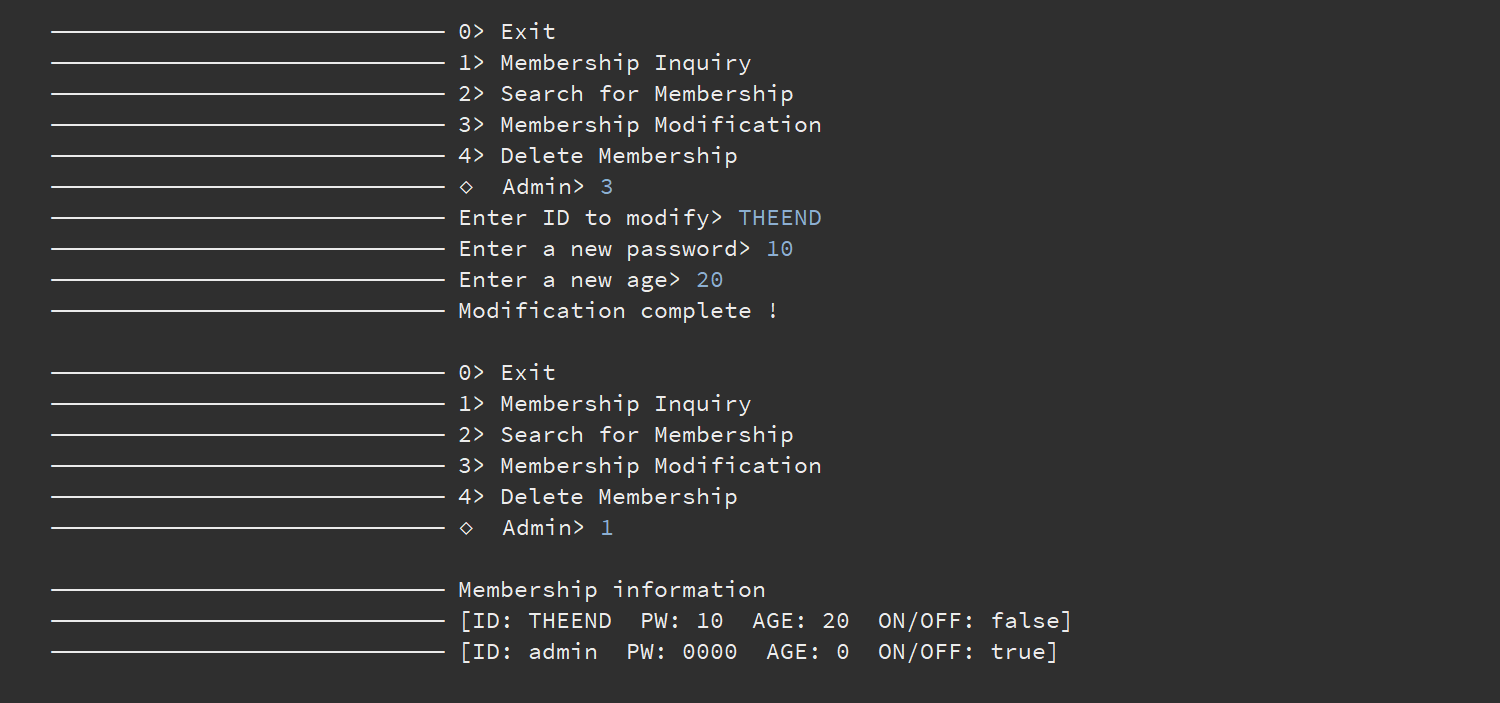 ──────────────────────────── 0> Exit
──────────────────────────── 1> Membership Inquiry
──────────────────────────── 2> Search for Membership
──────────────────────────── 3> Membership Modification
──────────────────────────── 4> Delete Membership
──────────────────────────── ◇  Admin> 3
──────────────────────────── Enter ID to modify> THEEND
──────────────────────────── Enter a new password> 10
──────────────────────────── Enter a new age> 20
──────────────────────────── Modification complete !
──────────────────────────── 0> Exit
──────────────────────────── 1> Membership Inquiry
──────────────────────────── 2> Search for Membership
──────────────────────────── 3> Membership Modification
──────────────────────────── 4> Delete Membership
──────────────────────────── ◇  Admin> 1
──────────────────────────── Membership information
──────────────────────────── [ID: THEEND  PW: 10  AGE: 20  ON/OFF: false]
──────────────────────────── [ID: admin  PW: 0000  AGE: 0  ON/OFF: true]